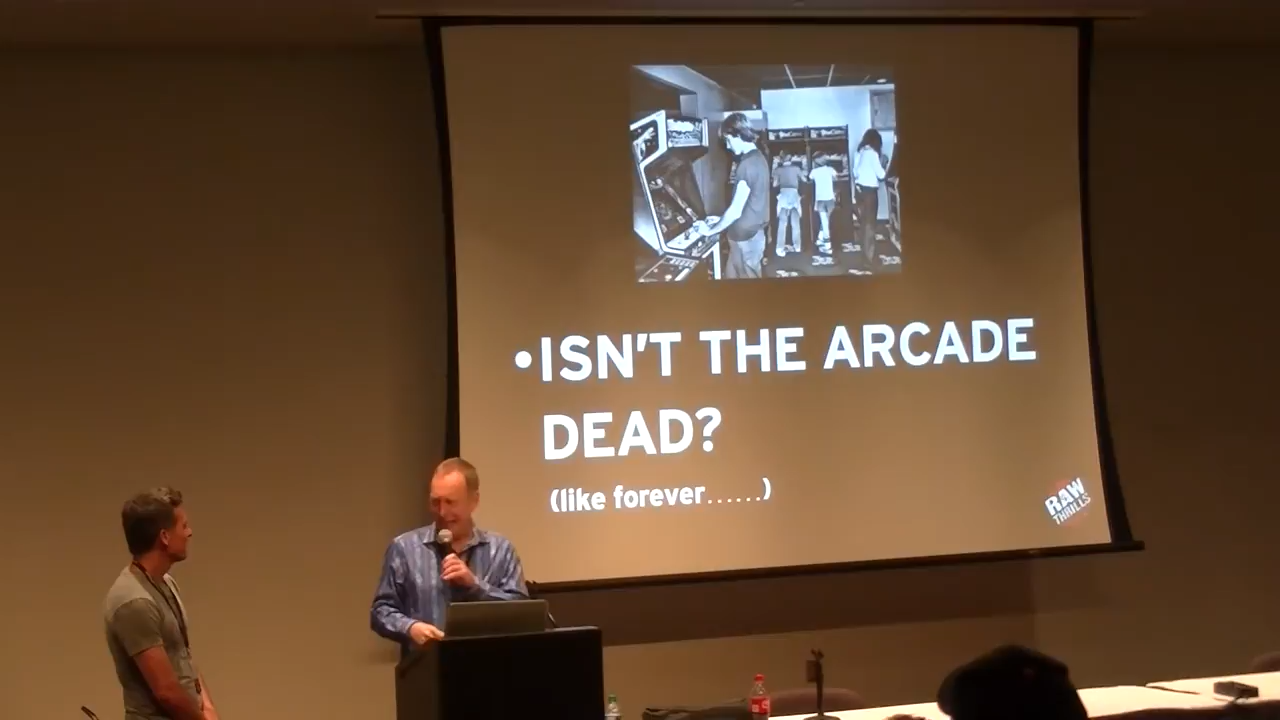 •ISN'T THE ARCADE
DEAD?
(like forever......)
RAW
THRILLS